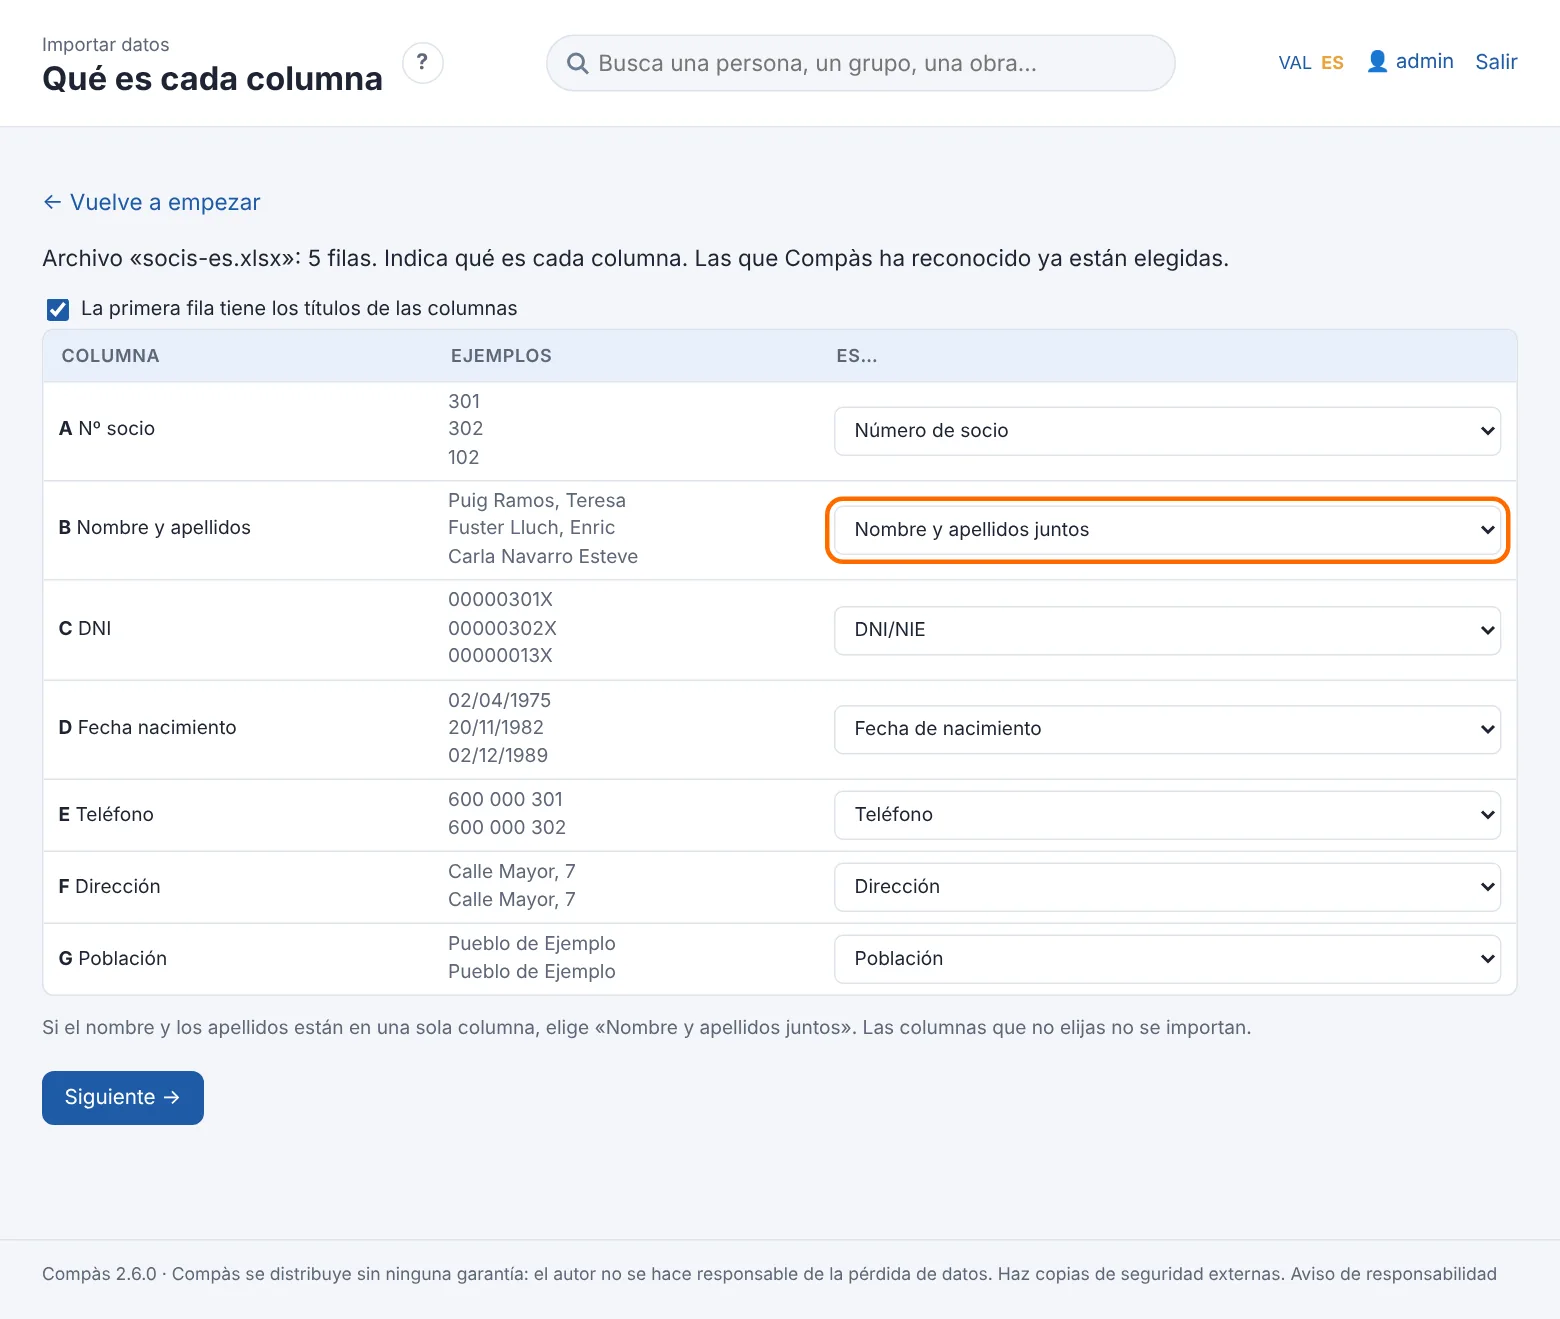 Importar datos
Qué es cada columna
?
Busca una persona, un grupo, una obra...
VAL ES admin Salir
← Vuelve a empezar
Archivo «socis-es.xlsx»: 5 filas. Indica qué es cada columna. Las que Compàs ha reconocido ya están elegidas.
La primera fila tiene los títulos de las columnas
COLUMNA EJEMPLOS ES...
A Nº socio
301
302
102
Número de socio
B Nombre y apellidos
Puig Ramos, Teresa
Fuster Lluch, Enric
Carla Navarro Esteve
Nombre y apellidos juntos
C DNI
00000301X
00000302X
00000013X
DNI/NIE
D Fecha nacimiento
02/04/1975
20/11/1982
02/12/1989
Fecha de nacimiento
E Teléfono
600 000 301
600 000 302
Teléfono
F Dirección
Calle Mayor, 7
Calle Mayor, 7
Dirección
G Población
Pueblo de Ejemplo
Pueblo de Ejemplo
Población
Si el nombre y los apellidos están en una sola columna, elige «Nombre y apellidos juntos». Las columnas que no elijas no se importan.
Siguiente →
Compàs 2.6.0 · Compàs se distribuye sin ninguna garantía: el autor no se hace responsable de la pérdida de datos. Haz copias de seguridad externas. Aviso de responsabilidad